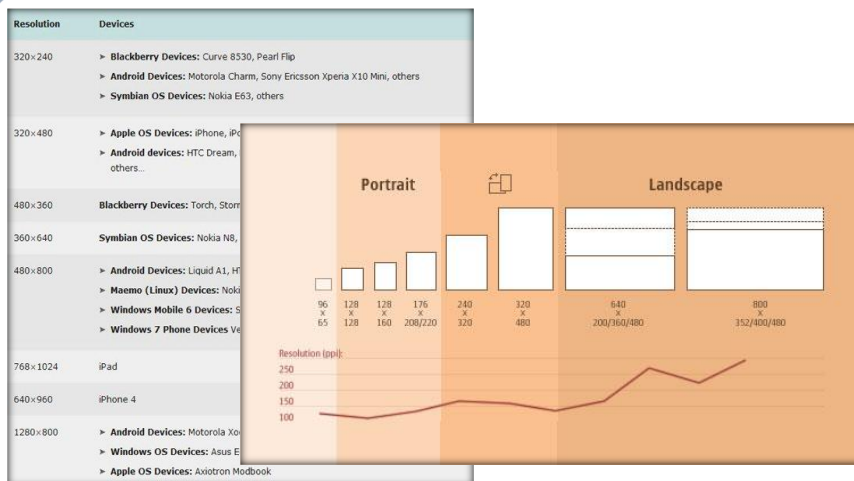 Resolution Devices
320×240
➤ Blackberry Devices: Curve 8530, Pearl Flip
➤ Android Devices: Motorola Charm, Sony Ericsson Xperia X10 Mini, others
➤ Symbian OS Devices: Nokia E63, others
320×480
➤ Apple OS Devices: iPhone,
➤ Android devices: HTC Dream,
others...
480×360 Blackberry Devices: Torch,
360×640 Symbian OS Devices: Nokia N8,
480×800
➤ Android Devices: Liquid A1,
➤ Maemo (Linux) Devices:
➤ Windows Mobile 6 Devices:
➤ Windows 7 Phone Devices
768×1024 iPad
640×960 iPhone 4
1280×800
➤ Android Devices: Motorola
➤ Windows OS Devices: Asus
➤ Apple OS Devices: Axiotron Modbook
Portrait Landscape
96 128 128 176 240 320 640 800
x x x x x x x x
65 128 160 208/220 320 480 200/360/480 352/400/480
Resolution (ppi):
250
200
150
100